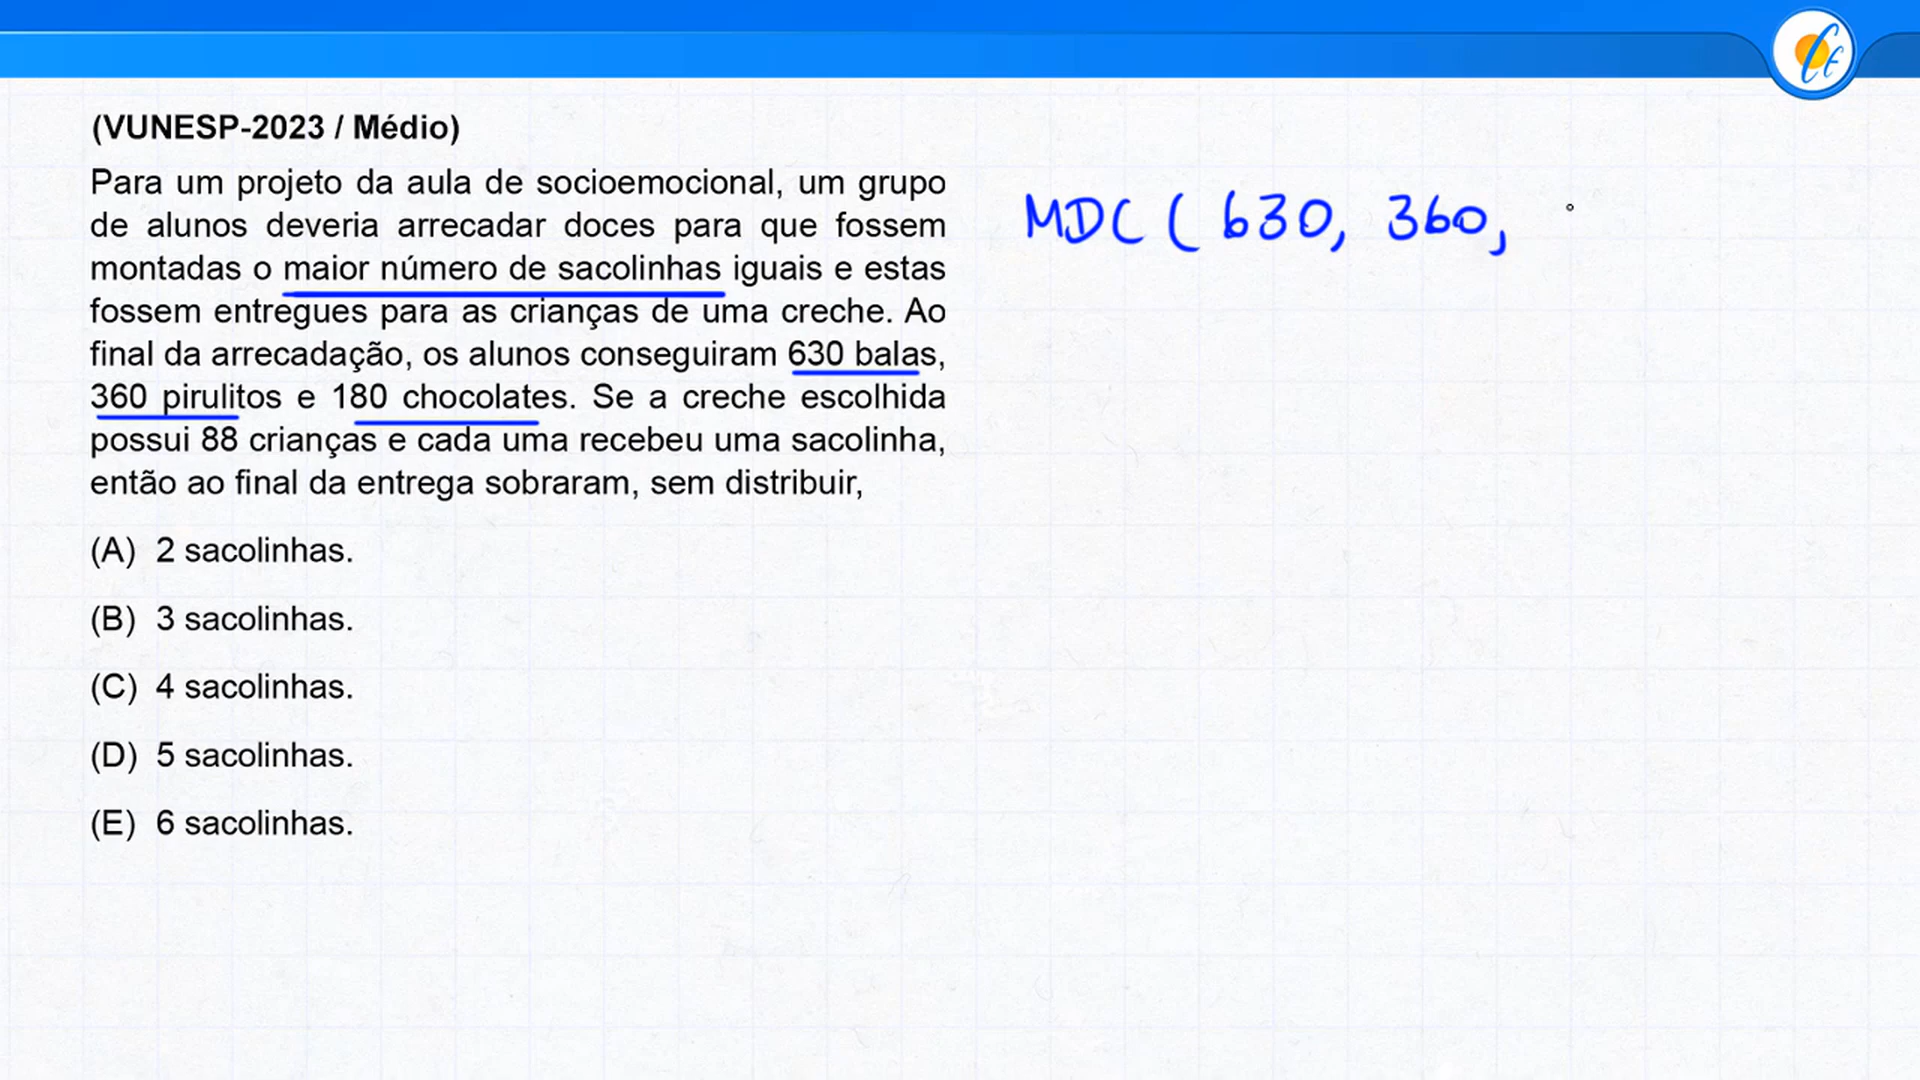 (VUNESP-2023 / Médio)
Para um projeto da aula de socioemocional, um grupo
de alunos deveria arrecadar doces para que fossem
montadas o maior número de sacolinhas iguais e estas
fossem entregues para as crianças de uma creche. Ao
final da arrecadação, os alunos conseguiram 630 balas,
360 pirulitos e 180 chocolates. Se a creche escolhida
possui 88 crianças e cada uma recebeu uma sacolinha,
então ao final da entrega sobraram, sem distribuir,
(A) 2 sacolinhas.
(B) 3 sacolinhas.
(C) 4 sacolinhas.
(D) 5 sacolinhas.
(E) 6 sacolinhas.
MDC ( 630, 360,